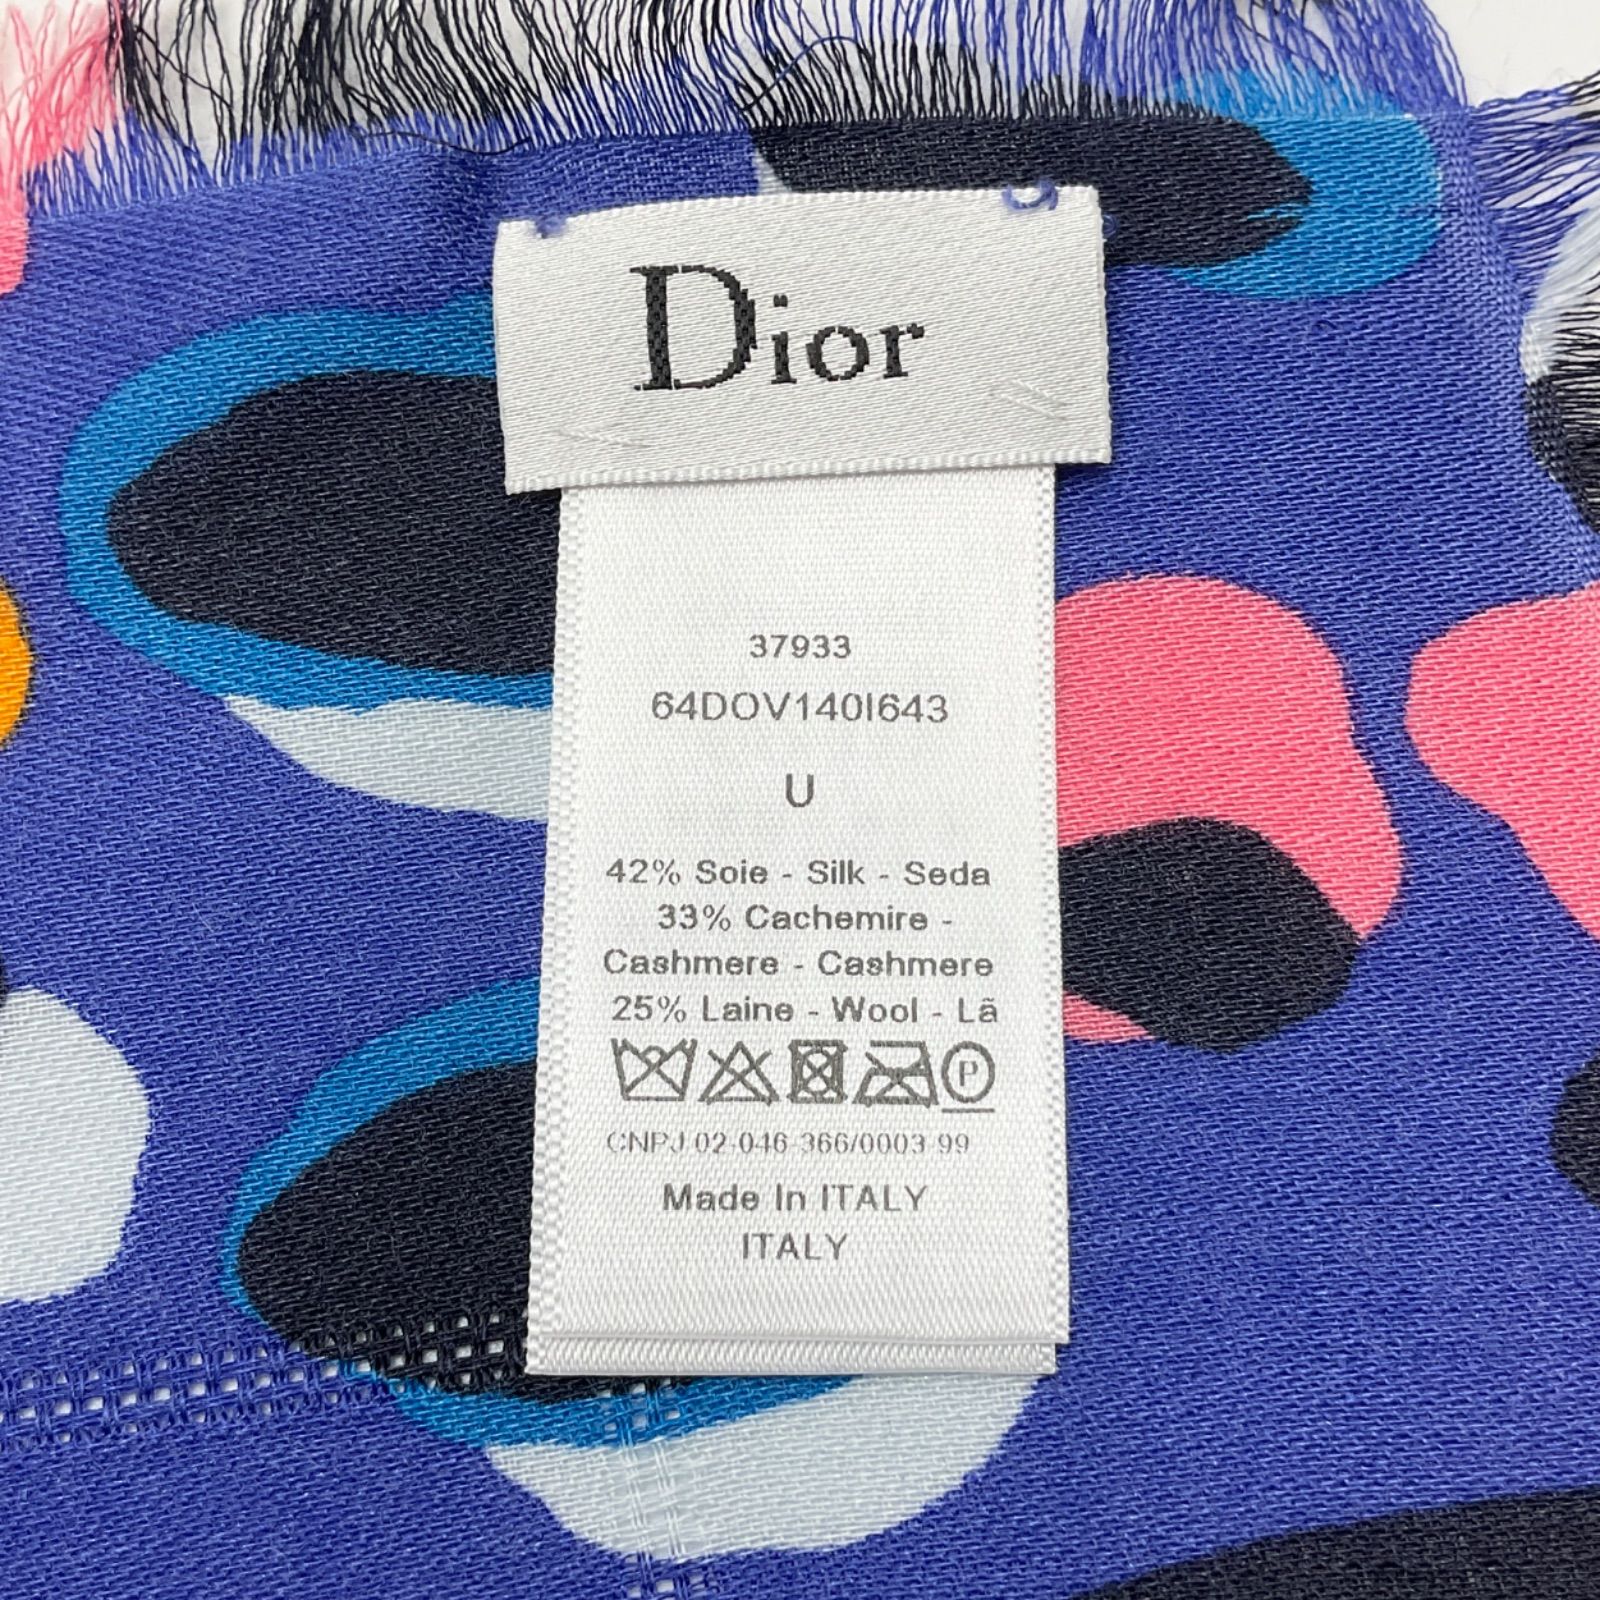 Dior
37933
64DOV140I643
U
42% Soie - Silk - Seda
33% Cachemire -
Cashmere - Cashmere
25% Laine - Wool - Lã
P
CNPJ 02 046 366/0003 99
Made In ITALY
ITALY